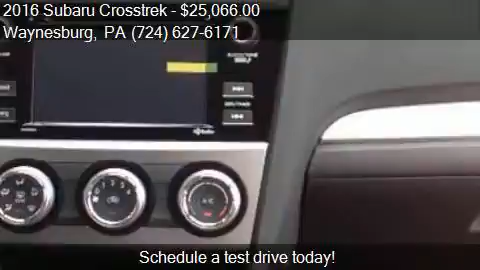 2016 Subaru Crosstrek - $25,066.00
Waynesburg, PA (724) 627-6171
A/C
Schedule a test drive today!